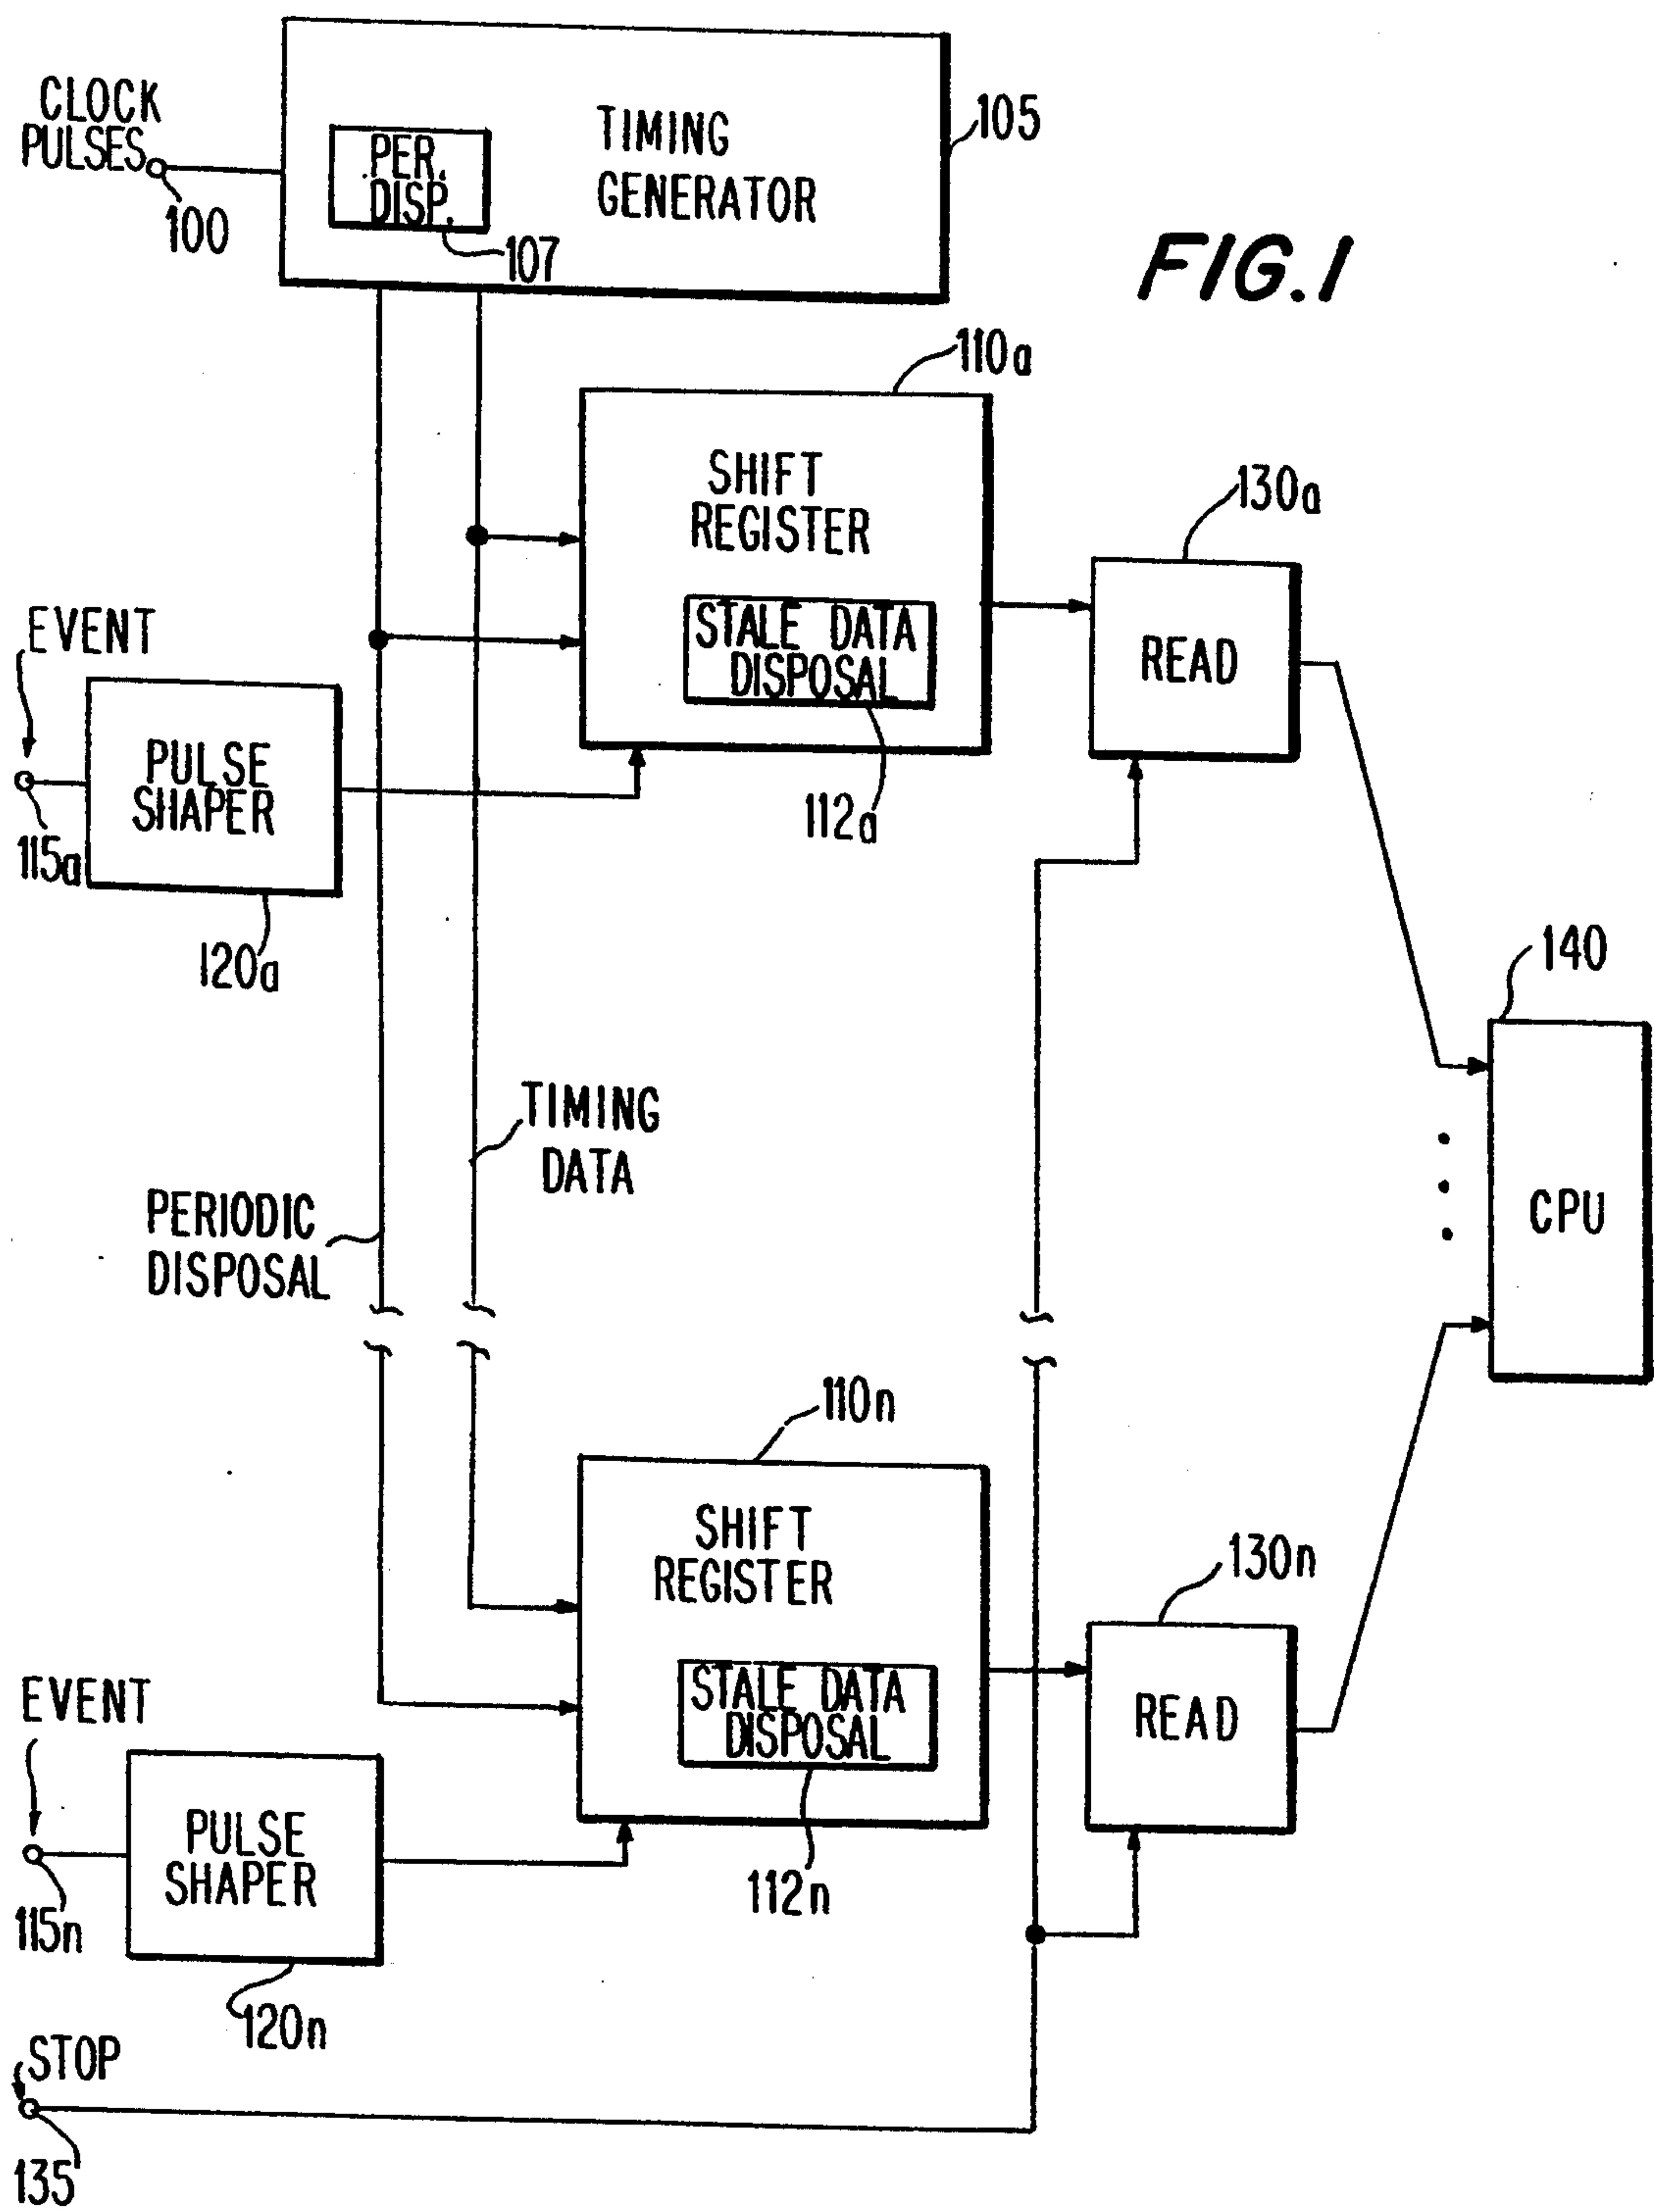 CLOCK
PULSES
100
PER.
DISP.
107
TIMING
GENERATOR
105
FIG.1
110a
SHIFT
REGISTER
STALE DATA
DISPOSAL
112a
130a
READ
EVENT
115a
PULSE
SHAPER
120a
140
CPU
TIMING
DATA
PERIODIC
DISPOSAL
110n
SHIFT
REGISTER
STALE DATA
DISPOSAL
112n
130n
READ
EVENT
115n
PULSE
SHAPER
120n
STOP
135